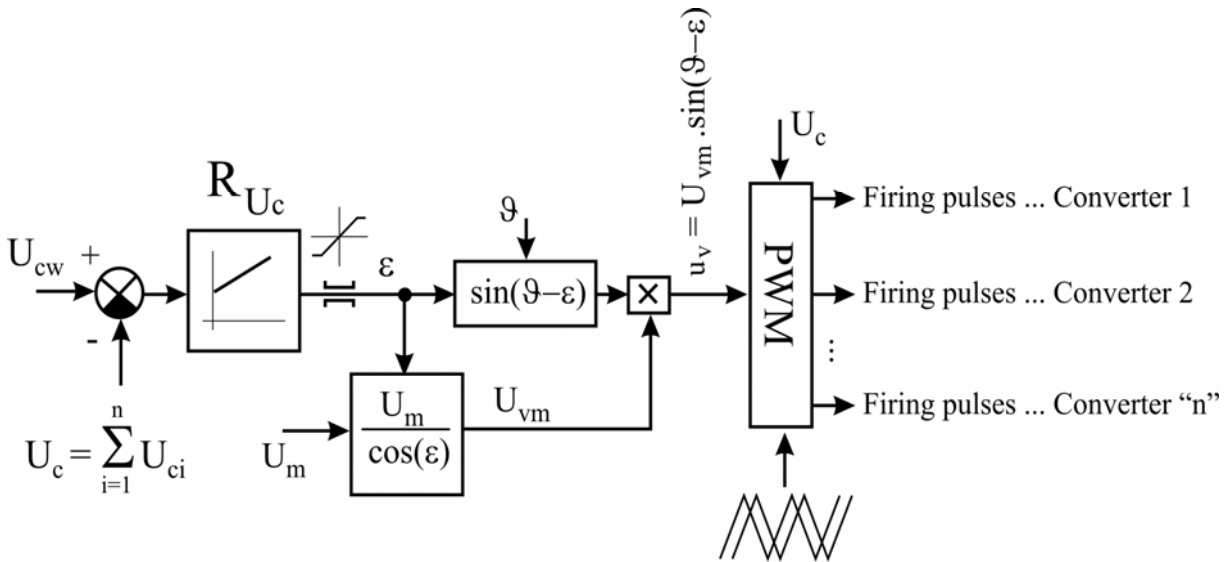 U_cw
+
-
U_c = ∑_{i=1}^{n} U_ci
R_Uc
ε
ϑ
sin(ϑ–ε)
×
U_m
U_m
cos(ε)
U_vm
u_v = U_vm .sin(ϑ–ε)
U_c
PWM
Firing pulses ... Converter 1
Firing pulses ... Converter 2
...
Firing pulses ... Converter “n”